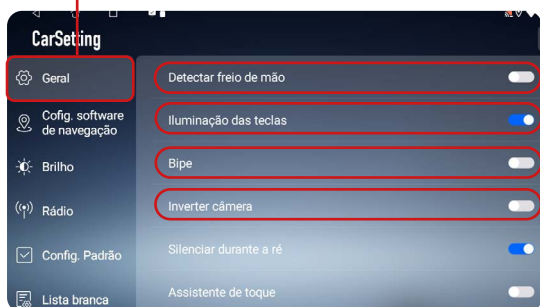 CarSetting
Geral
Cofig. software
de navegação
Brilho
Rádio
Config. Padrão
Lista branca
Detectar freio de mão
Iluminação das teclas
Bipe
Inverter câmera
Silenciar durante a ré
Assistente de toque